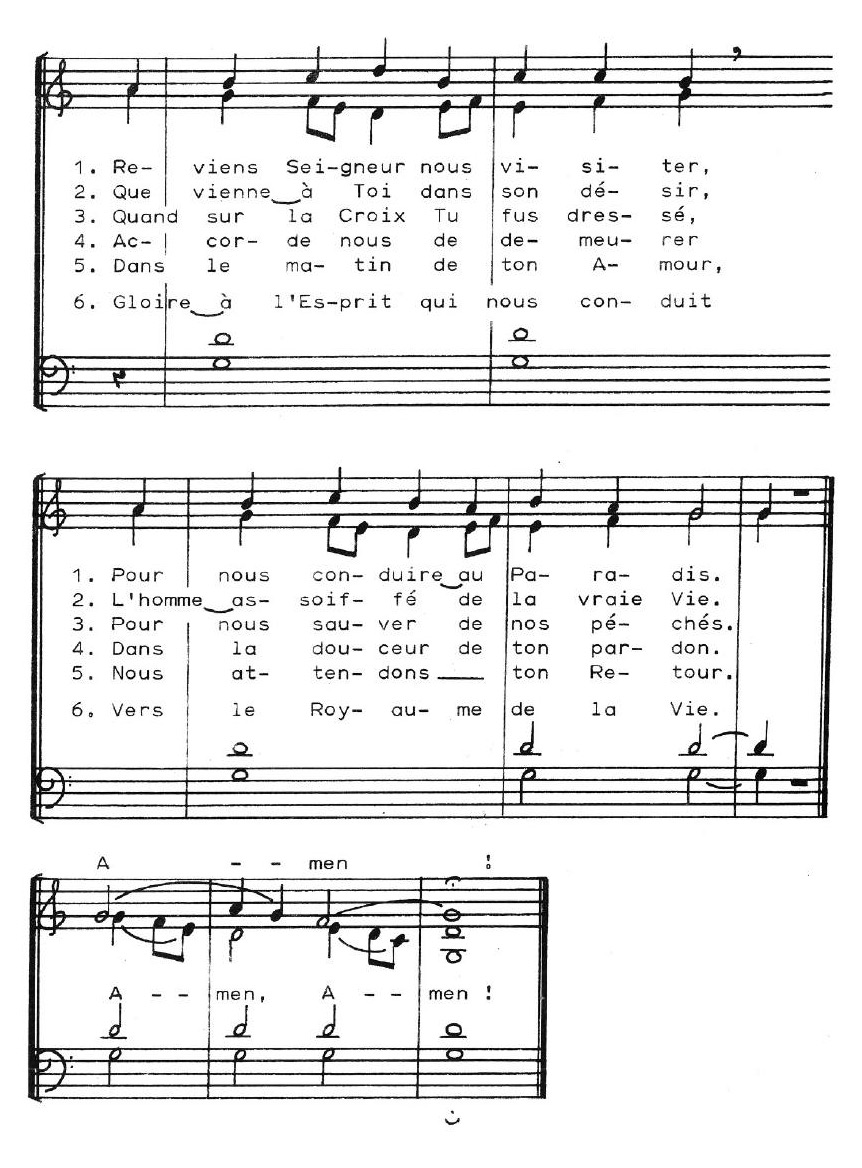 1. Re- viens Sei-gneur nous vi- si- ter,
2. Que vienne à Toi dans son dé- sir,
3. Quand sur la Croix Tu fus dres- sé,
4. Ac- cor- de nous de de- meu- rer
5. Dans le ma- tin de ton A- mour,
6. Gloire à l'Es-prit qui nous con- duit
1. Pour nous con- duire au Pa- ra- dis.
2. L'homme as- soif- fé de la vraie Vie.
3. Pour nous sau- ver de nos pé- chés.
4. Dans la dou- ceur de ton par- don.
5. Nous at- ten- dons ton Re- tour.
6. Vers le Roy- au- me de la Vie.
A - - men !
A - - men, A - - men !